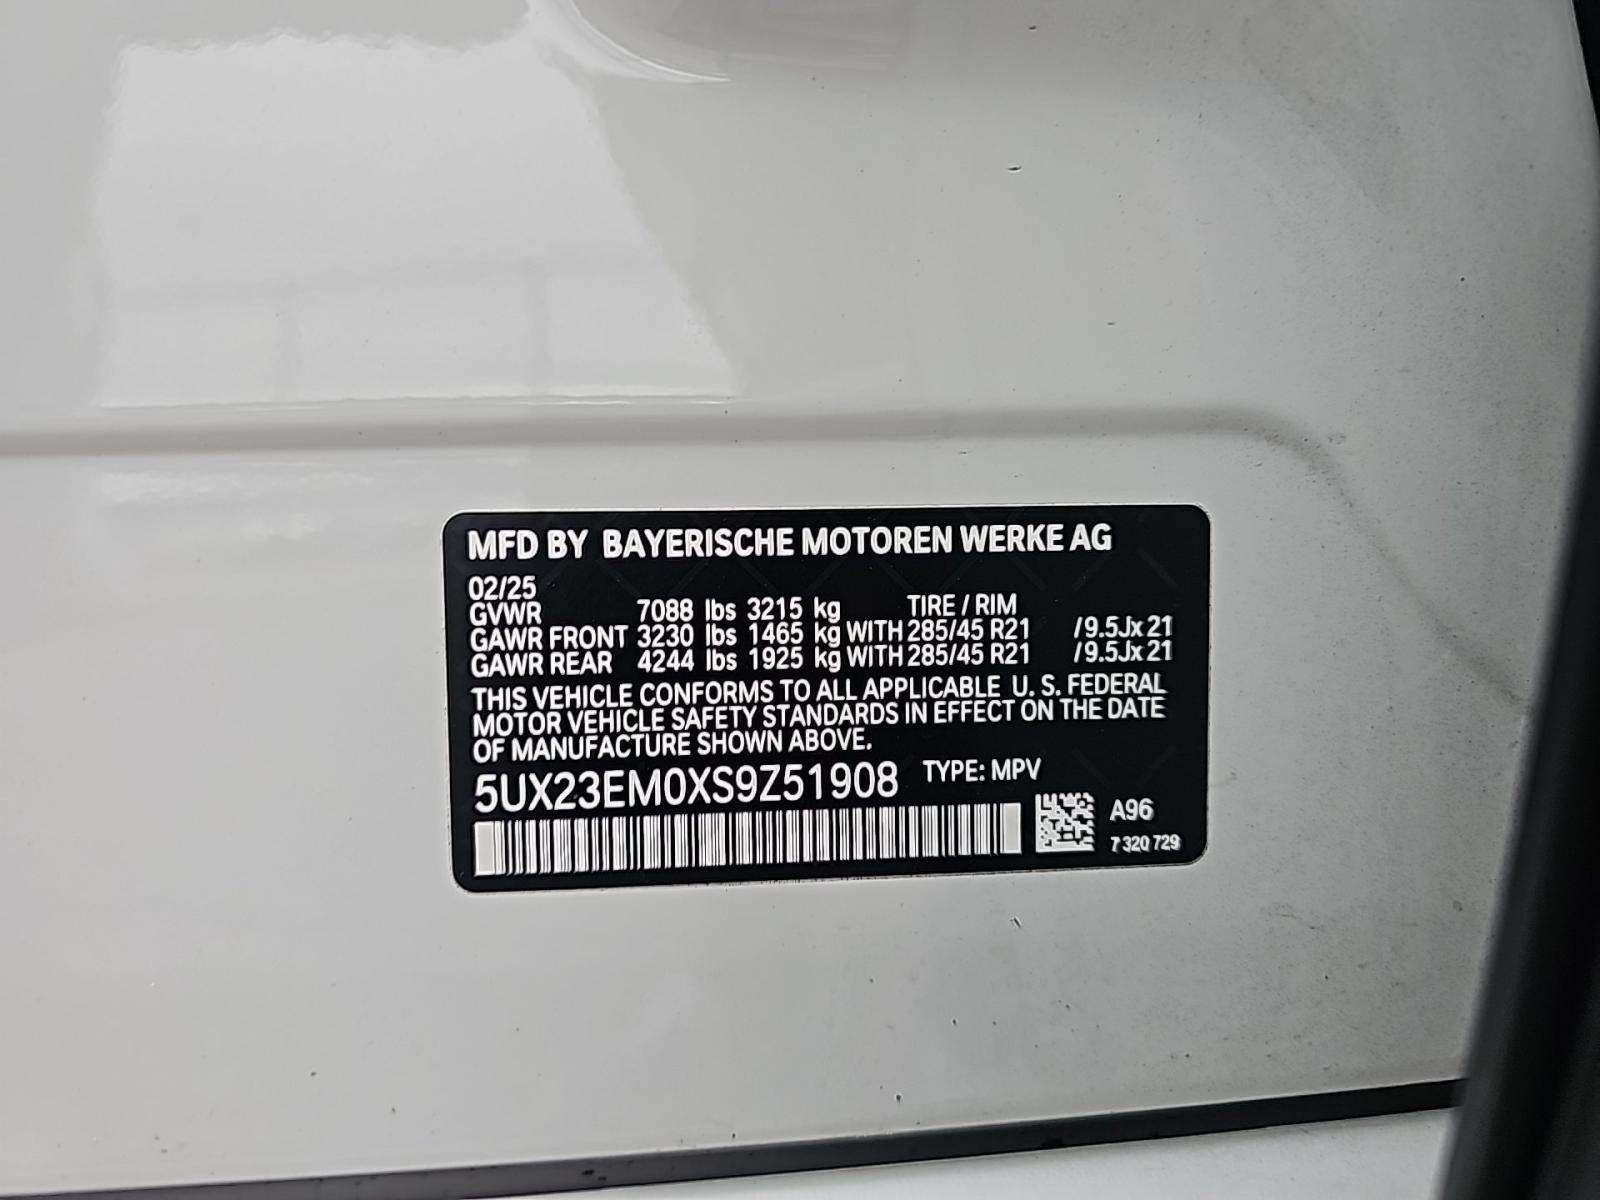 MFD BY BAYERISCHE MOTOREN WERKE AG
02/25
GVWR 7088 lbs 3215 kg TIRE / RIM
GAWR FRONT 3230 lbs 1465 kg WITH 285/45 R21 /9.5Jx21
GAWR REAR 4244 lbs 1925 kg WITH 285/45 R21 /9.5Jx21
THIS VEHICLE CONFORMS TO ALL APPLICABLE U. S. FEDERAL
MOTOR VEHICLE SAFETY STANDARDS IN EFFECT ON THE DATE
OF MANUFACTURE SHOWN ABOVE.
5UX23EM0XS9Z51908 TYPE: MPV
A96
7 320 729